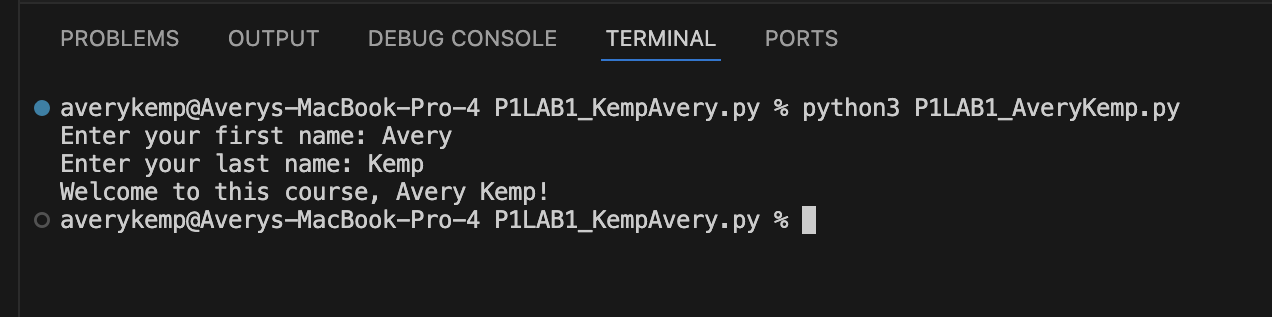 PROBLEMS OUTPUT DEBUG CONSOLE TERMINAL PORTS
averykemp@Averys-MacBook-Pro-4 P1LAB1_KempAvery.py % python3 P1LAB1_AveryKemp.py
Enter your first name: Avery
Enter your last name: Kemp
Welcome to this course, Avery Kemp!
averykemp@Averys-MacBook-Pro-4 P1LAB1_KempAvery.py %